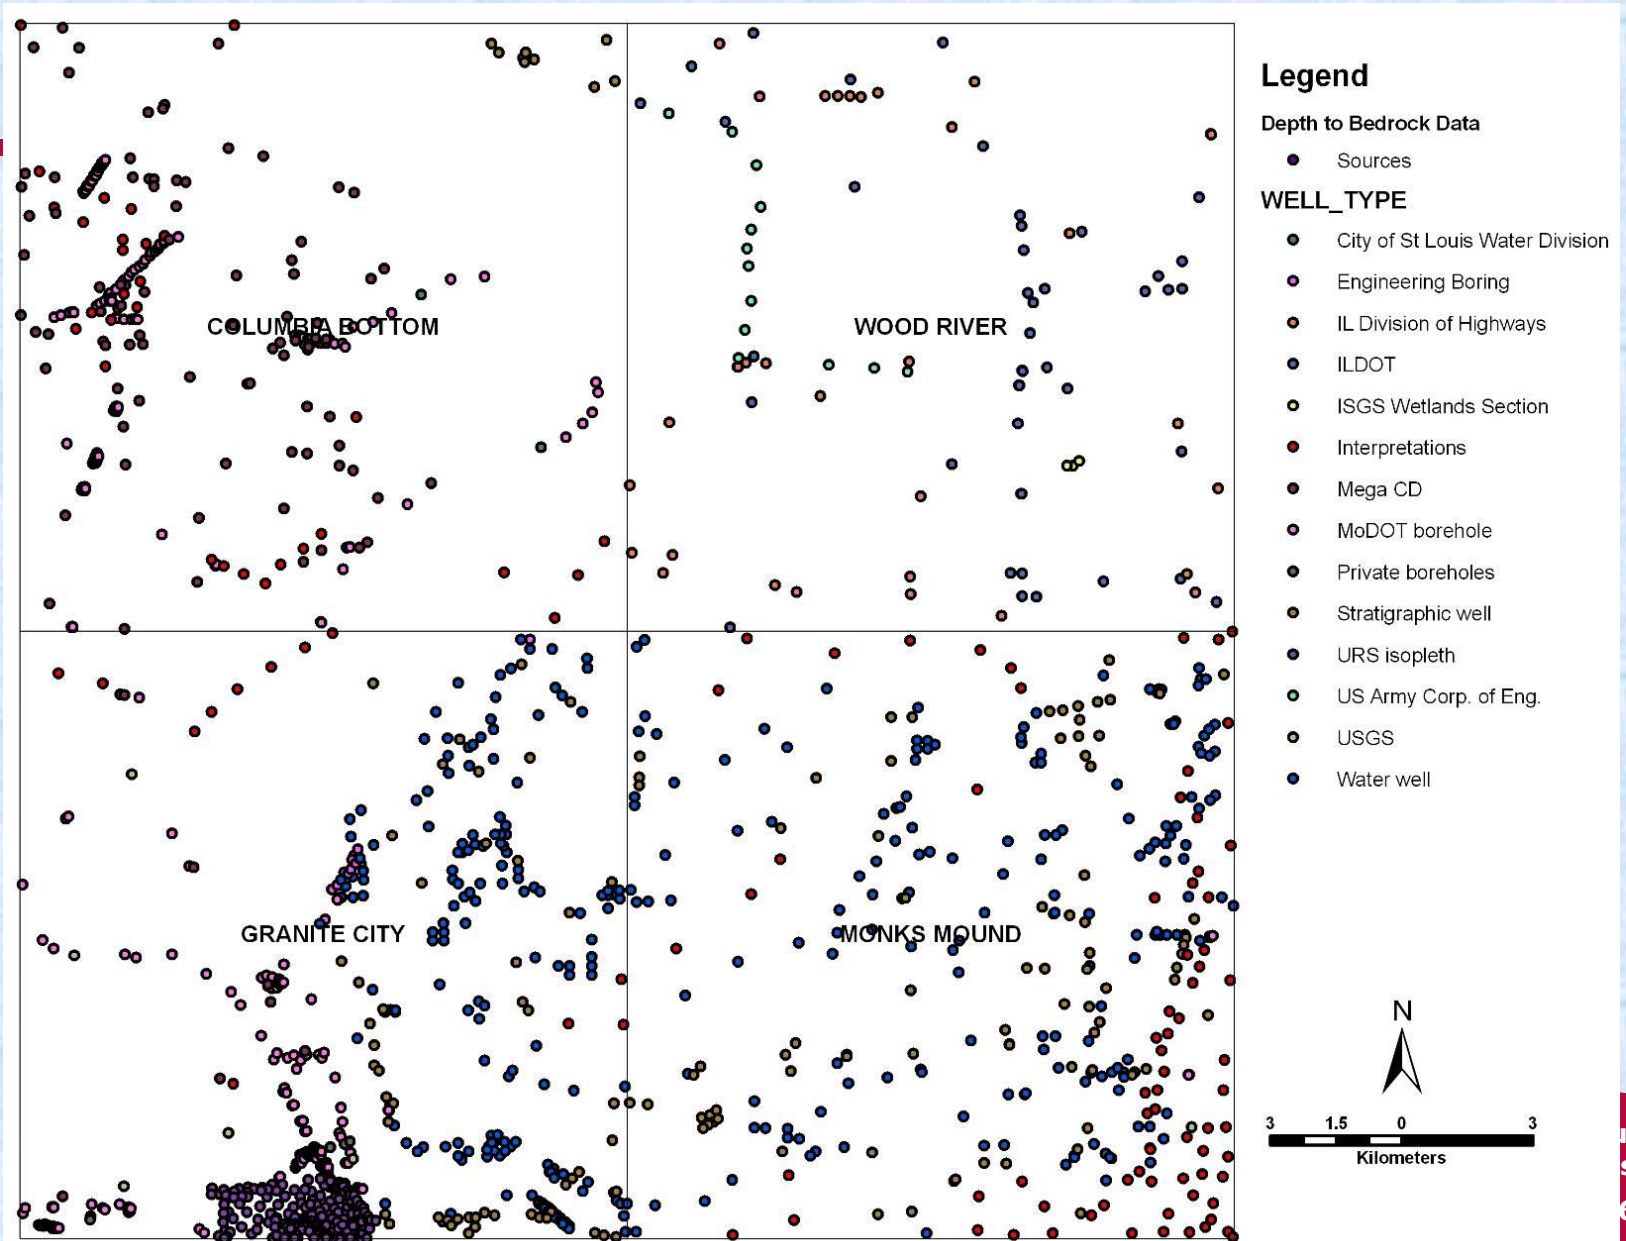 Legend
Depth to Bedrock Data
Sources
WELL_TYPE
City of St Louis Water Division
Engineering Boring
IL Division of Highways
ILDOT
ISGS Wetlands Section
Interpretations
Mega CD
MoDOT borehole
Private boreholes
Stratigraphic well
URS isopleth
US Army Corp. of Eng.
USGS
Water well
COLUMBIA BOTTOM
WOOD RIVER
GRANITE CITY
MONKS MOUND
N
3 1.5 0 3
Kilometers